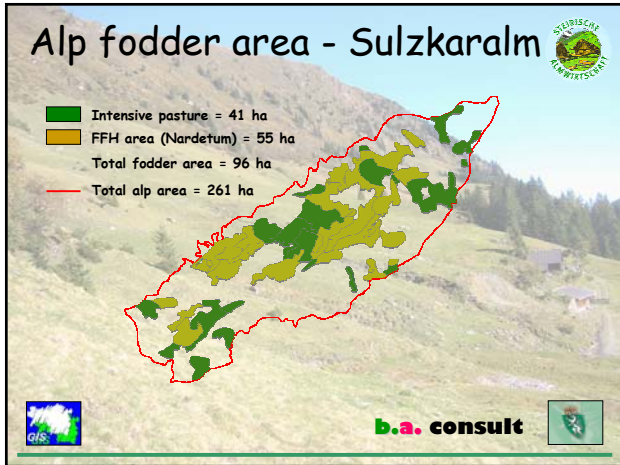 Alp fodder area - Sulzkaralm
STEIRISCHE
ALMWIRTSCHAFT
Intensive pasture = 41 ha
FFH area (Nardetum) = 55 ha
Total fodder area = 96 ha
Total alp area = 261 ha
GIS
b.a. consult